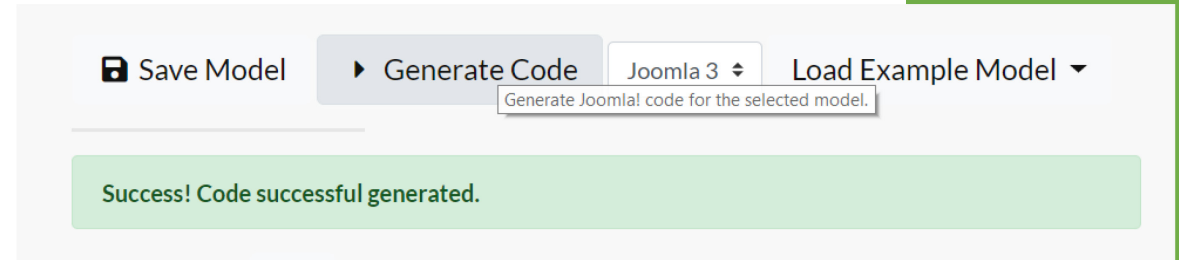 Save Model Generate Code Joomla 3 Load Example Model
Generate Joomla! code for the selected model.
Success! Code successful generated.